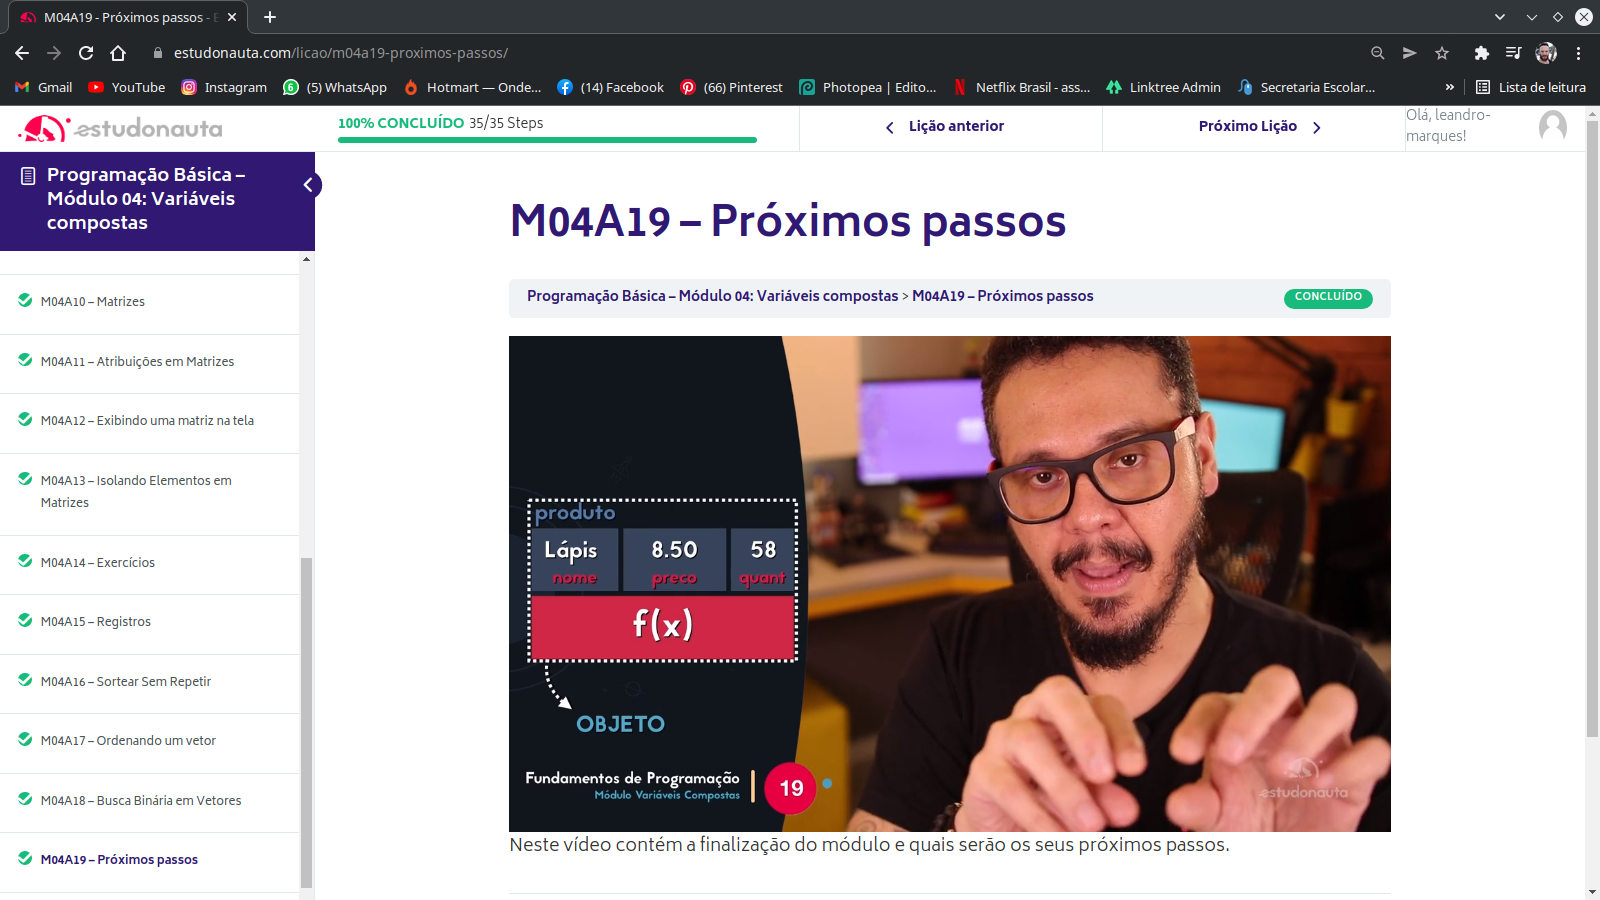 M04A19 - Próximos passos - E
estudonauta.com/licao/m04a19-proximos-passos/
Gmail
YouTube
Instagram
(5) WhatsApp
Hotmart — Onde...
(14) Facebook
(66) Pinterest
Photopea | Edito...
Netflix Brasil - ass...
Linktree Admin
Secretaria Escolar...
»
Lista de leitura
estudonauta
100% CONCLUÍDO 35/35 Steps
Lição anterior
Próximo Lição
Olá, leandro-
marques!
Programação Básica –
Módulo 04: Variáveis
compostas
M04A10 – Matrizes
M04A11 – Atribuições em Matrizes
M04A12 – Exibindo uma matriz na tela
M04A13 – Isolando Elementos em
Matrizes
M04A14 – Exercícios
M04A15 – Registros
M04A16 – Sortear Sem Repetir
M04A17 – Ordenando um vetor
M04A18 – Busca Binária em Vetores
M04A19 – Próximos passos
M04A19 – Próximos passos
Programação Básica – Módulo 04: Variáveis compostas > M04A19 – Próximos passos
CONCLUÍDO
produto
Lápis 8.50 58
nome preco quant
f(x)
OBJETO
Fundamentos de Programação
Módulo Variáveis Compostas
19
estudonauta
Neste vídeo contém a finalização do módulo e quais serão os seus próximos passos.